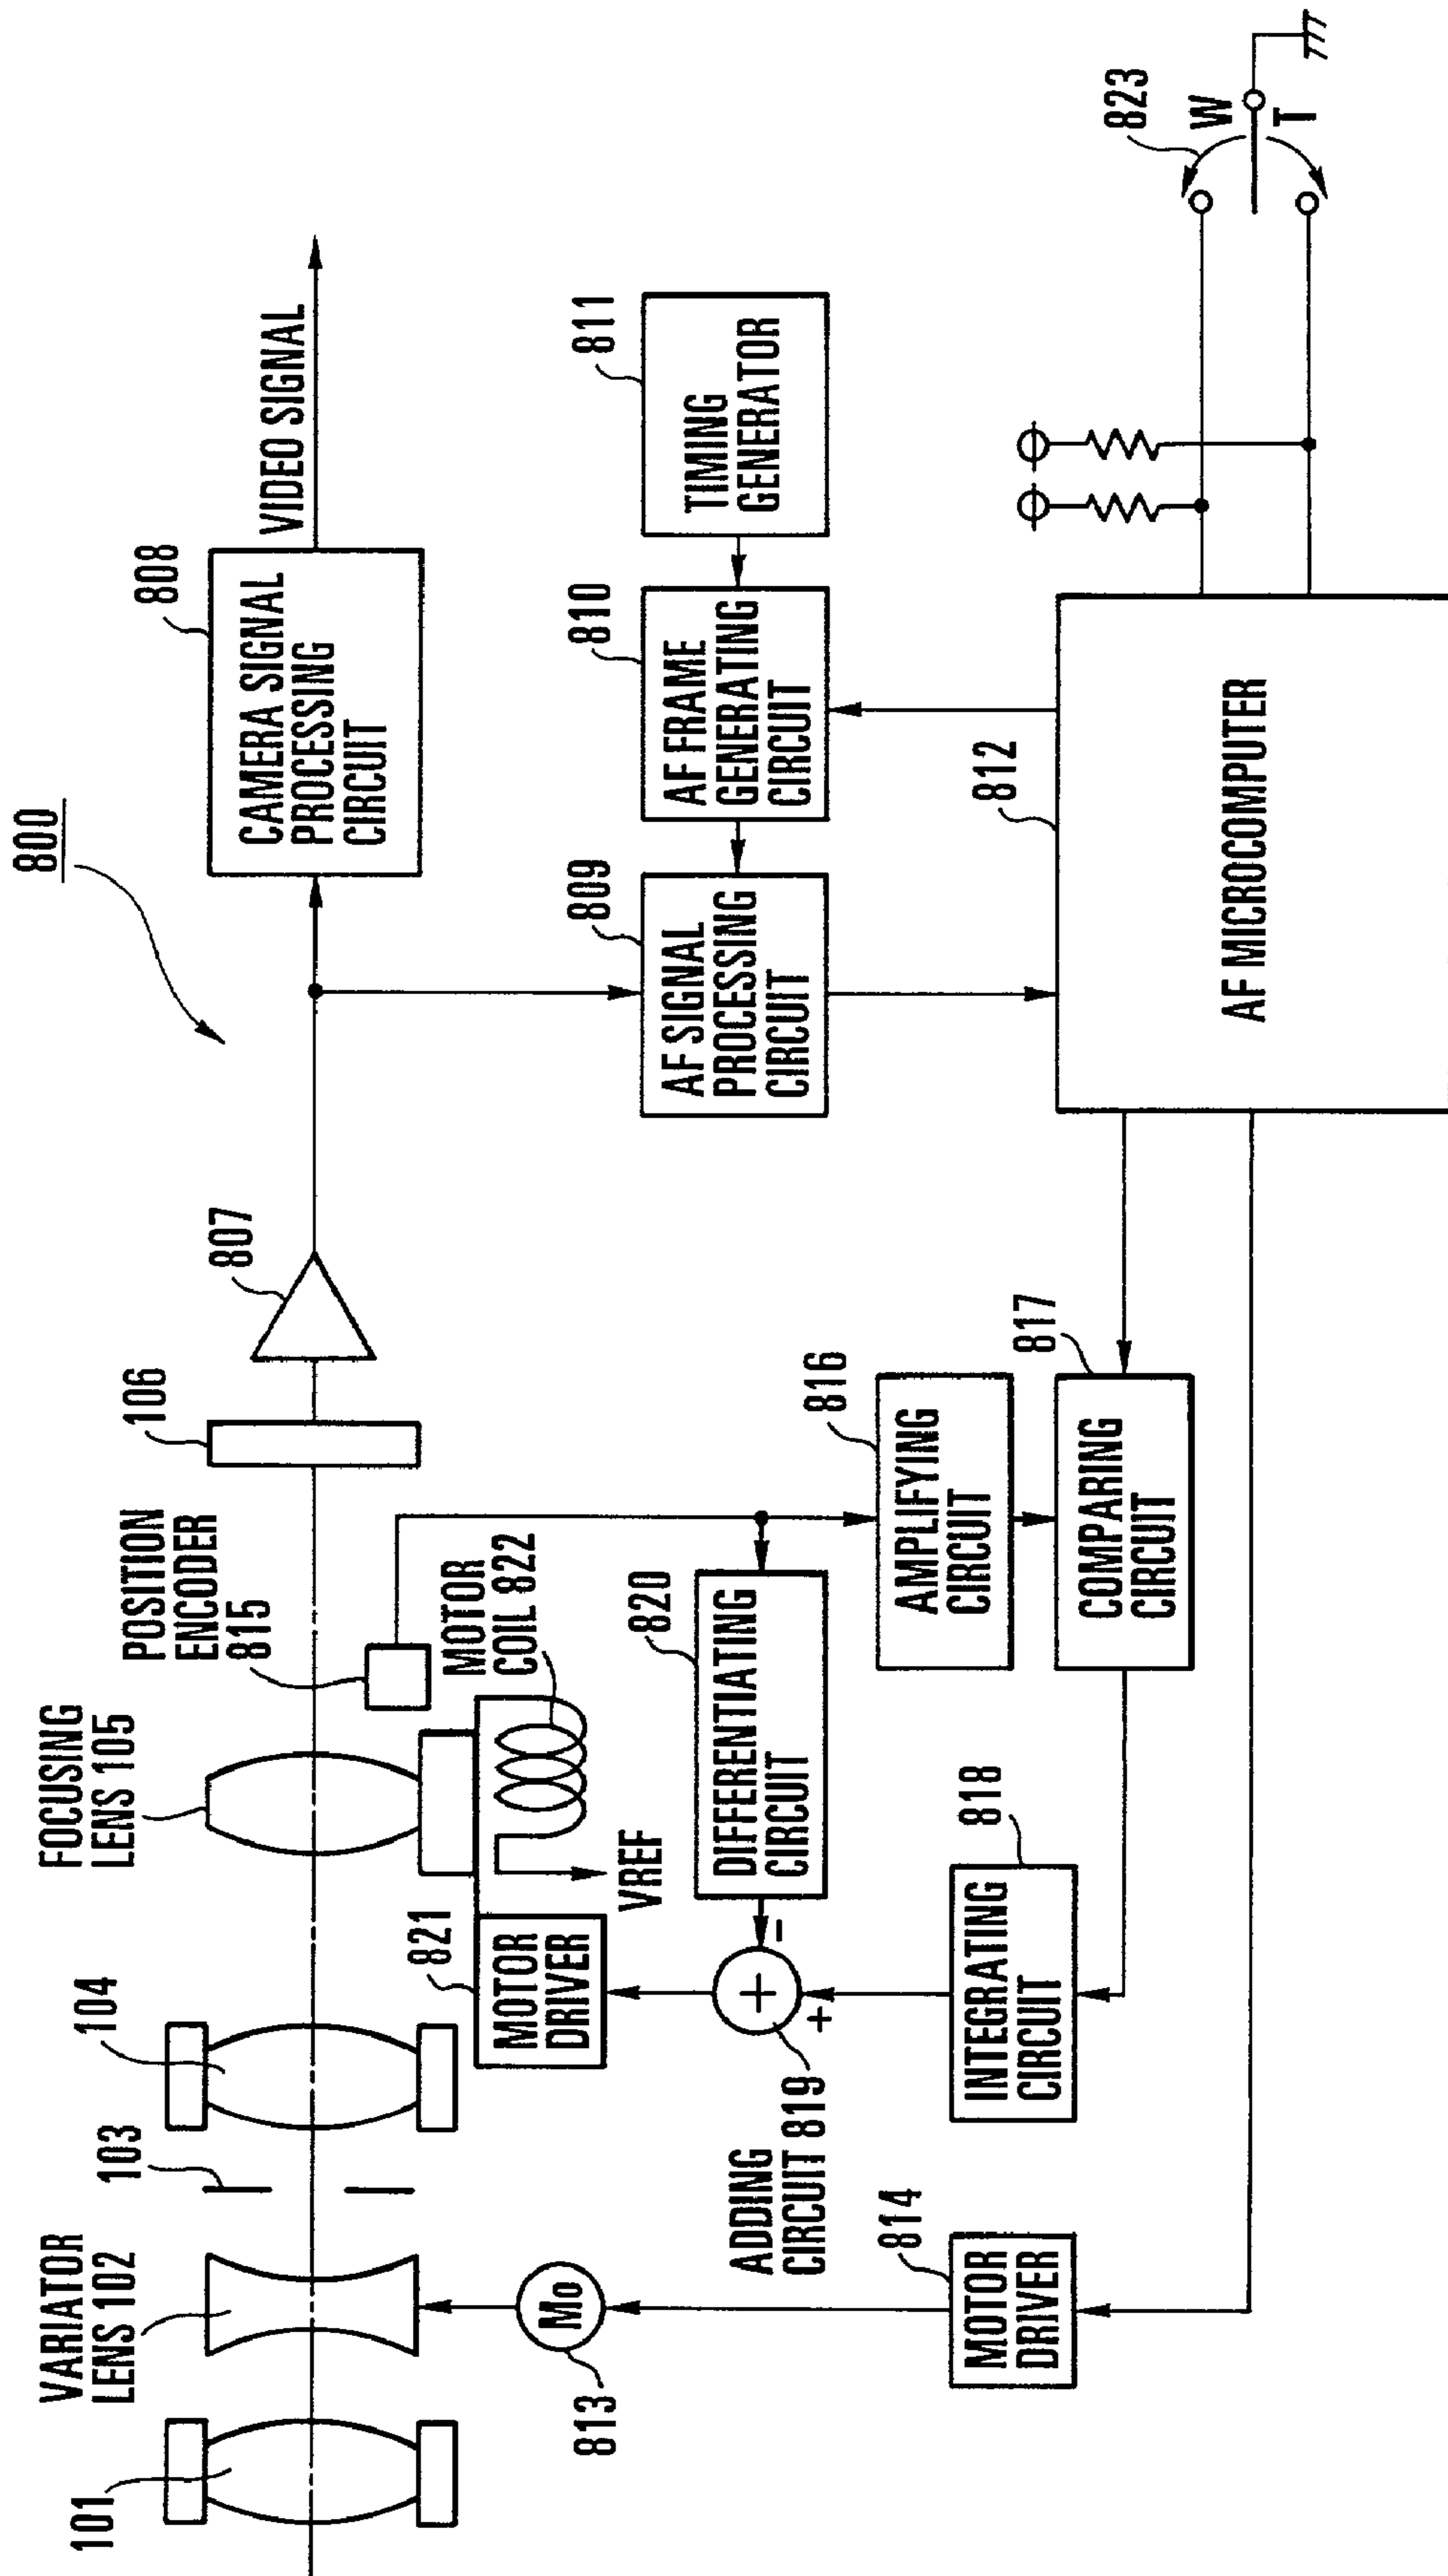 800
101
VARIATOR
LENS 102
103
104
FOCUSING
LENS 105
POSITION
ENCODER
815
106
807
808
CAMERA SIGNAL
PROCESSING
CIRCUIT
VIDEO SIGNAL
813
Mo
821
MOTOR
DRIVER
VREF
MOTOR
COIL 822
809
AF SIGNAL
PROCESSING
CIRCUIT
810
AF FRAME
GENERATING
CIRCUIT
811
TIMING
GENERATOR
ADDING
CIRCUIT 819
+
+
-
820
DIFFERENTIATING
CIRCUIT
816
AMPLIFYING
CIRCUIT
814
MOTOR
DRIVER
818
INTEGRATING
CIRCUIT
817
COMPARING
CIRCUIT
812
AF MICROCOMPUTER
823
W
T